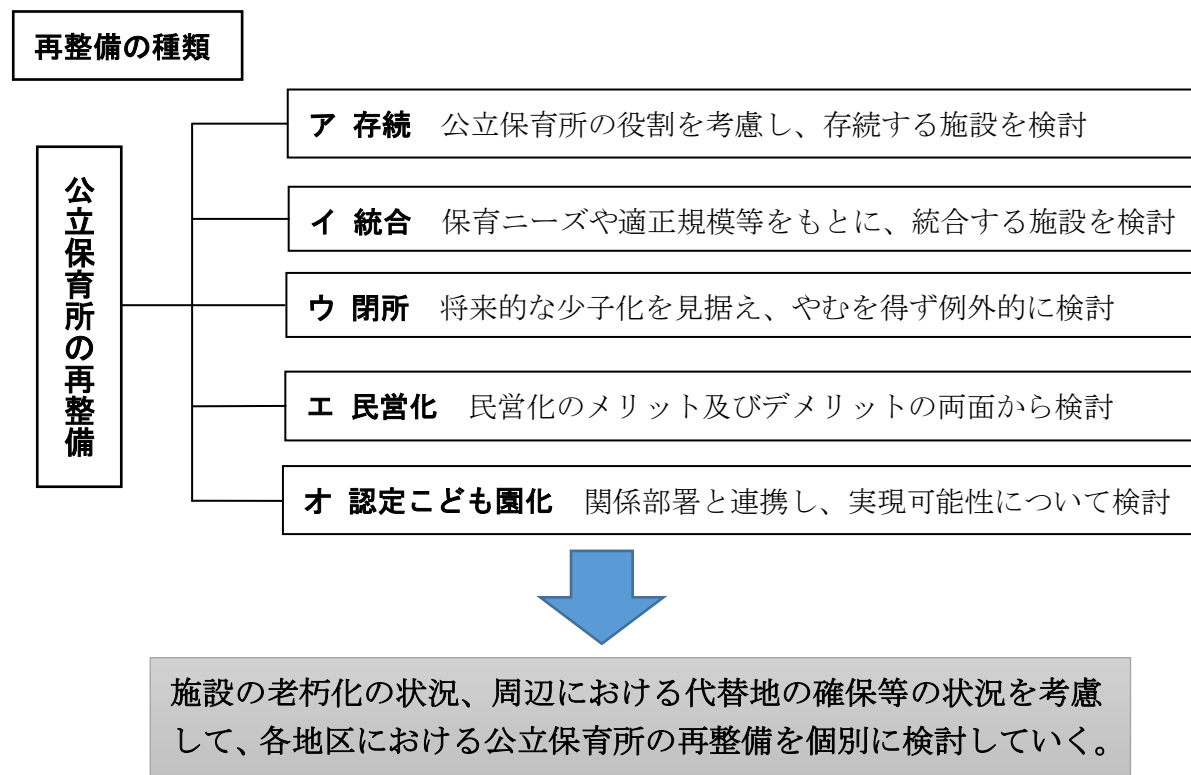 再整備の種類
公立保育所の再整備
ア 存続 公立保育所の役割を考慮し、存続する施設を検討
イ 統合 保育ニーズや適正規模等をもとに、統合する施設を検討
ウ 閉所 将来的な少子化を見据え、やむを得ず例外的に検討
エ 民営化 民営化のメリット及びデメリットの両面から検討
オ 認定こども園化 関係部署と連携し、実現可能性について検討
施設の老朽化の状況、周辺における代替地の確保等の状況を考慮
して、各地区における公立保育所の再整備を個別に検討していく。